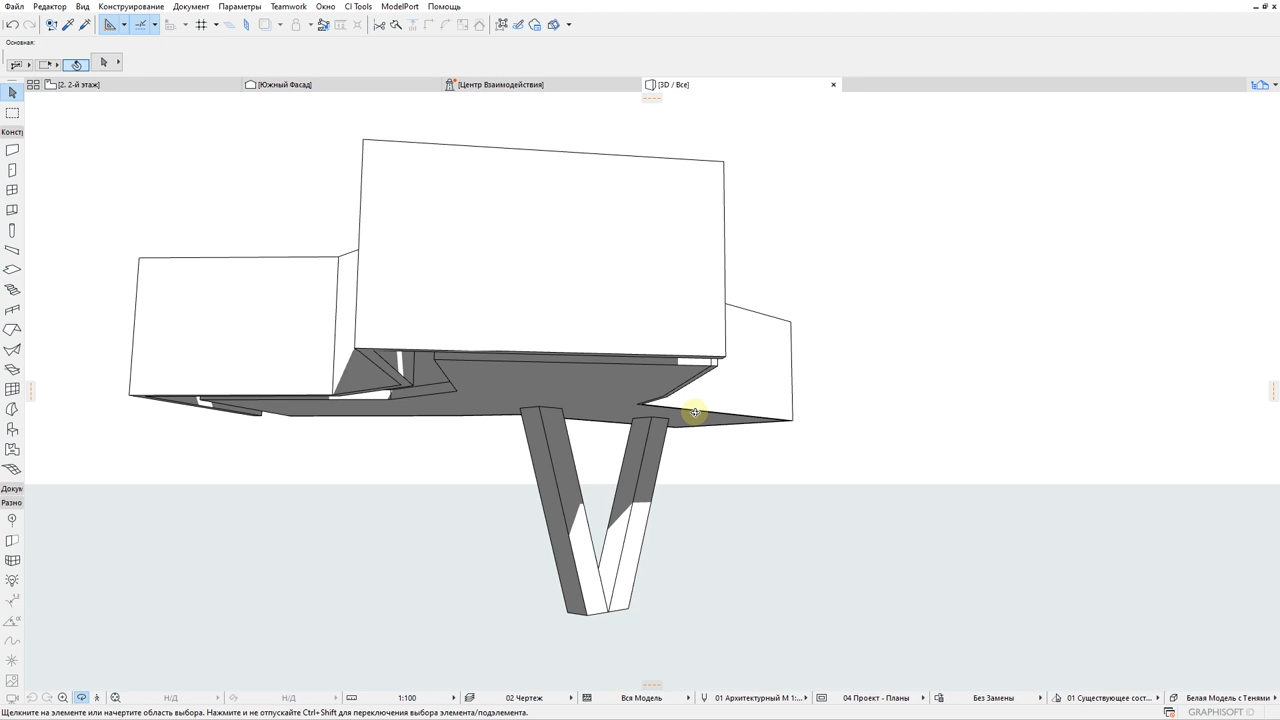 Файл Редактор Вид Конструирование Документ Параметры Teamwork Окно CI Tools ModelPort Помощь
Основная:
[2. 2-й этаж] [Южный Фасад] [Центр Взаимодействия] [3D / Все]
Констр
Докум
Разно
Н/Д Н/Д 1:100 02 Чертеж Вся Модель 01 Архитектурный М 1:... 04 Проект - Планы Без Замены 01 Существующее сост... Белая Модель с Тенями
Щелкните на элементе или начертите область выбора. Нажмите и не отпускайте Ctrl+Shift для переключения выбора элемента/подэлемента.
GRAPHISOFT ID